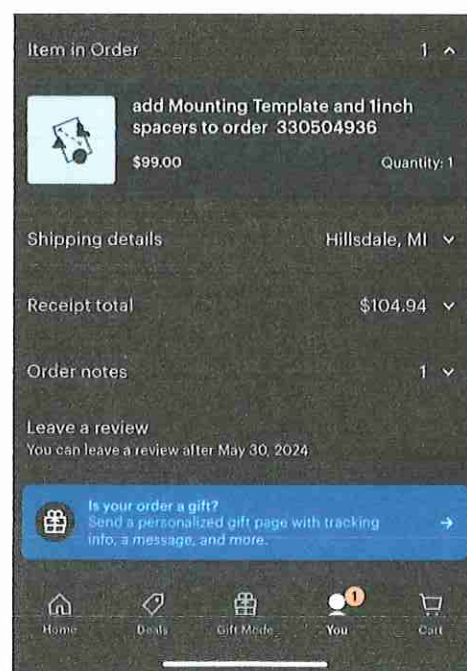 Item in Order 1
add Mounting Template and 1inch
spacers to order 330504936
$99.00 Quantity: 1
Shipping details Hillsdale, MI
Receipt total $104.94
Order notes 1
Leave a review
You can leave a review after May 30, 2024
Is your order a gift?
Send a personalized gift page with tracking
info, a message, and more.
1
Home Deals Gift Mode You Cart